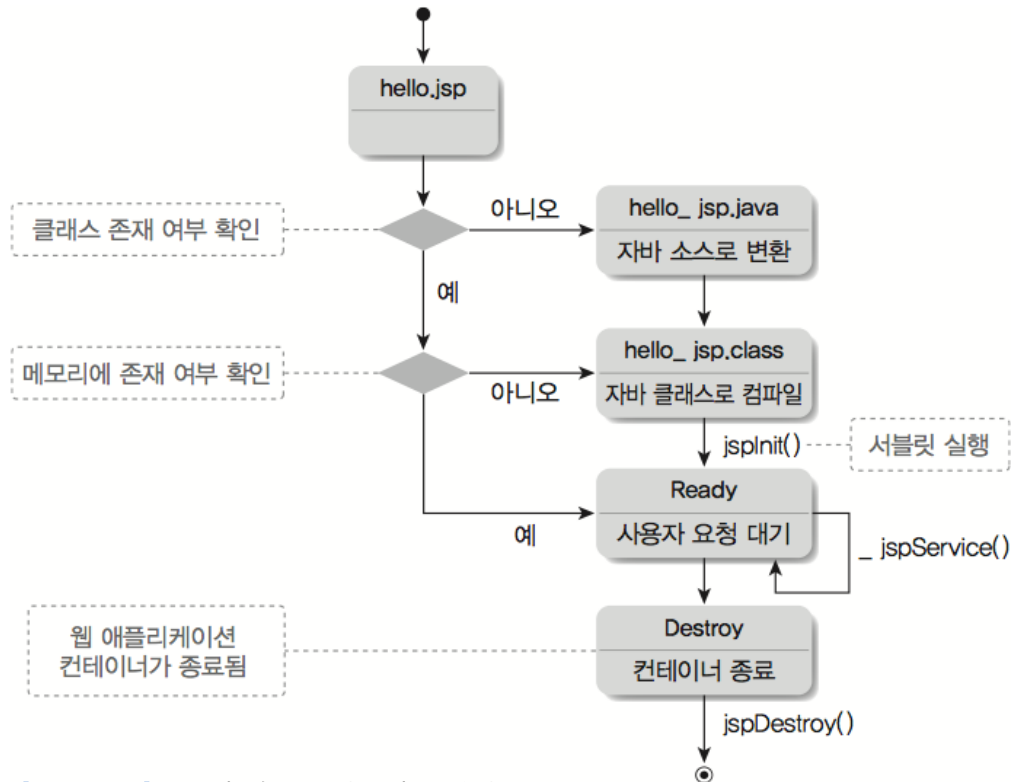 hello.jsp
클래스 존재 여부 확인
아니오
hello_ jsp.java
자바 소스로 변환
예
메모리에 존재 여부 확인
아니오
hello_ jsp.class
자바 클래스로 컴파일
jspInit()
서블릿 실행
Ready
사용자 요청 대기
예
_ jspService()
웹 애플리케이션
컨테이너가 종료됨
Destroy
컨테이너 종료
jspDestroy()